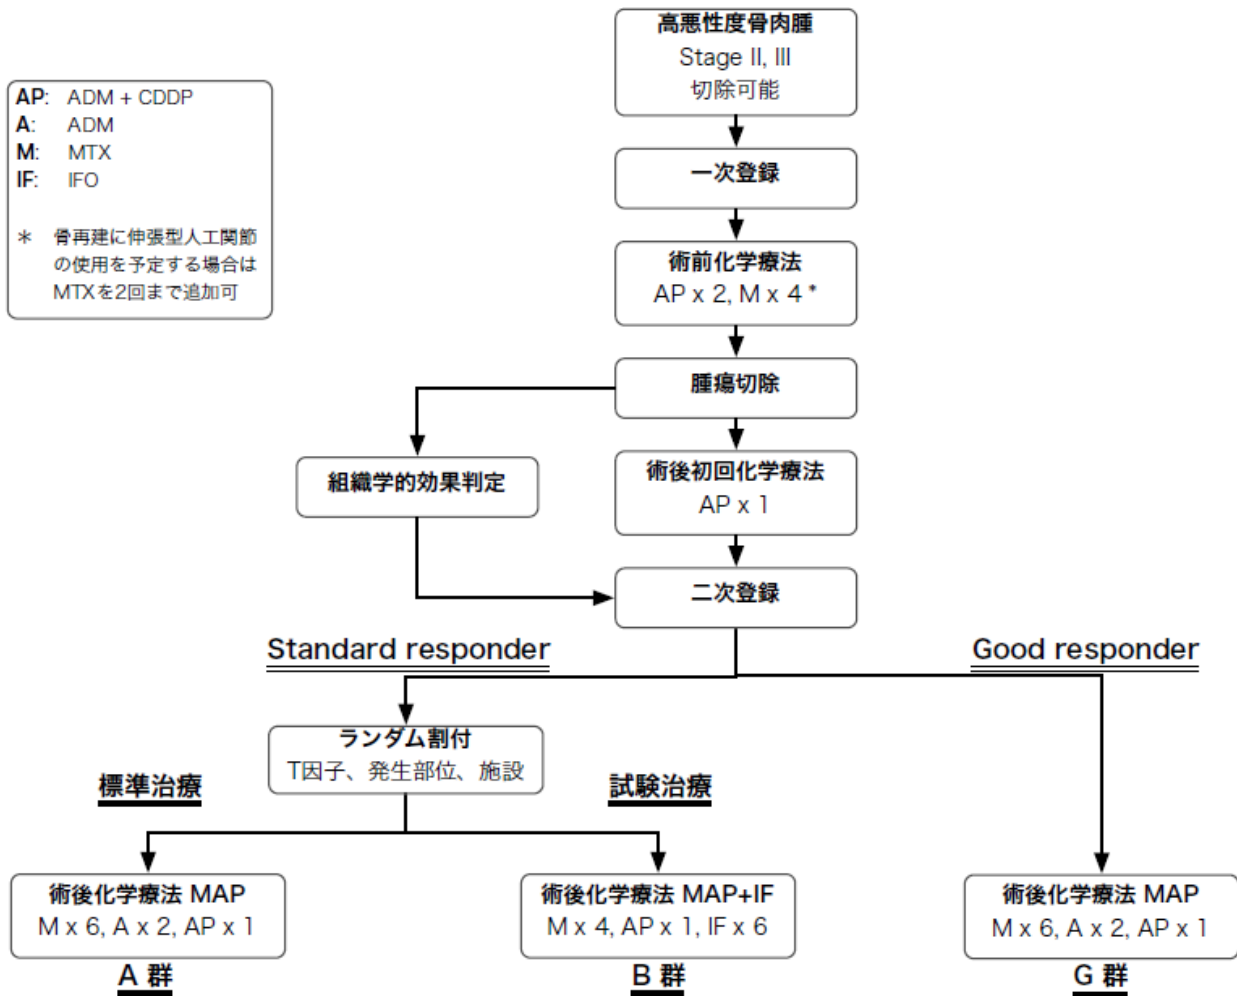 高悪性度骨肉腫
Stage II, III
切除可能
AP: ADM + CDDP
A: ADM
M: MTX
IF: IFO
＊ 骨再建に伸張型人工関節
の使用を予定する場合は
MTXを2回まで追加可
一次登録
術前化学療法
AP x 2, M x 4 *
腫瘍切除
組織学的効果判定
術後初回化学療法
AP x 1
二次登録
Standard responder
Good responder
ランダム割付
T因子、発生部位、施設
標準治療
試験治療
術後化学療法 MAP
M x 6, A x 2, AP x 1
A 群
術後化学療法 MAP+IF
M x 4, AP x 1, IF x 6
B 群
術後化学療法 MAP
M x 6, A x 2, AP x 1
G 群